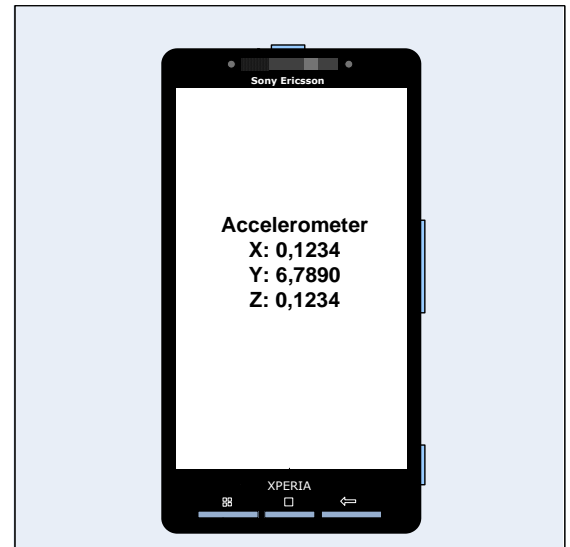 Sony Ericsson
Accelerometer
X: 0,1234
Y: 6,7890
Z: 0,1234
XPERIA